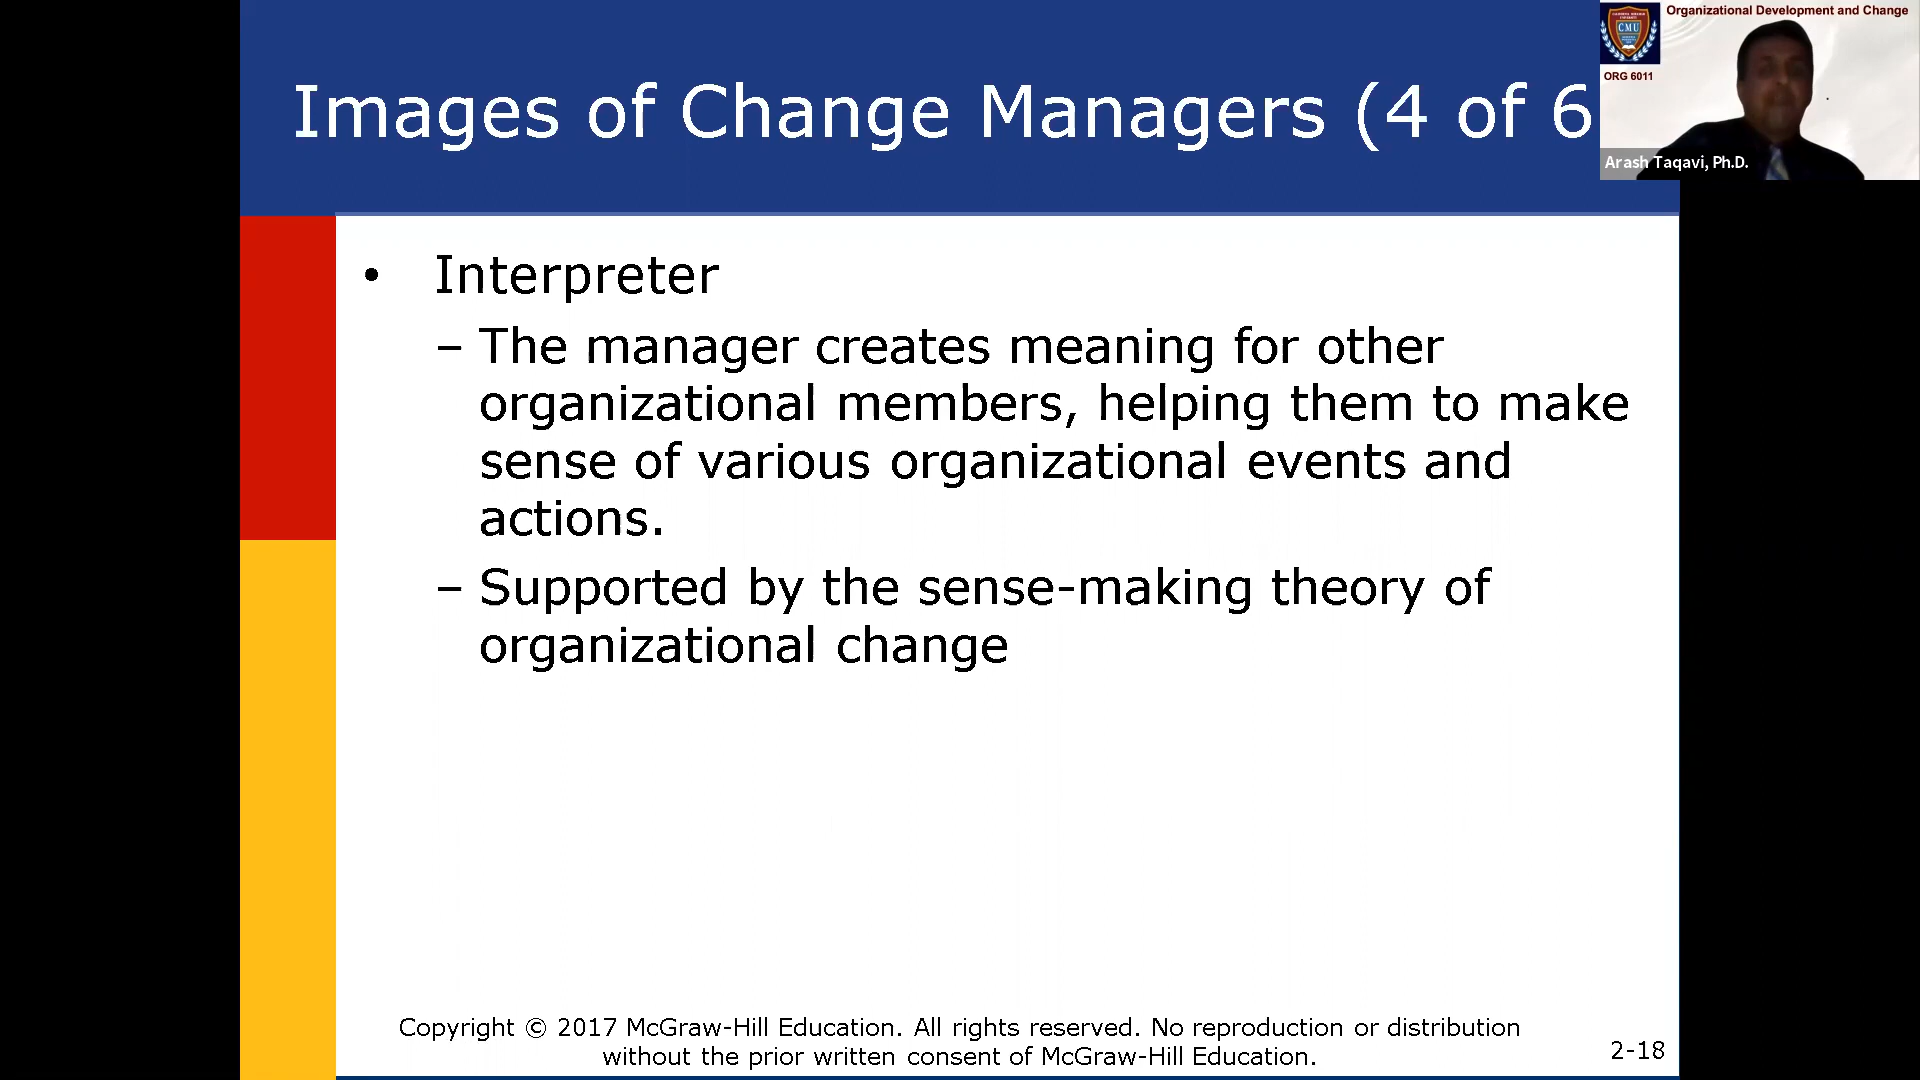 Images of Change Managers (4 of 6
Organizational Development and Change
CMU
ORG 6011
Arash Taqavi, Ph.D.
• Interpreter
– The manager creates meaning for other
organizational members, helping them to make
sense of various organizational events and
actions.
– Supported by the sense-making theory of
organizational change
Copyright © 2017 McGraw-Hill Education. All rights reserved. No reproduction or distribution
without the prior written consent of McGraw-Hill Education.
2-18